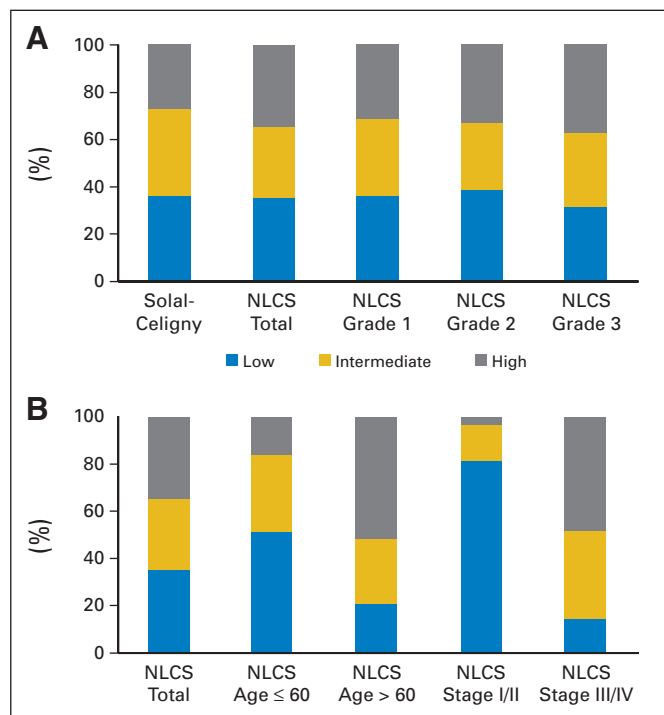 A
100
80
60
40
20
0
(%)
Solal-
Celigny
NLCS
Total
NLCS
Grade 1
NLCS
Grade 2
NLCS
Grade 3
Low
Intermediate
High
B
100
80
60
40
20
0
(%)
NLCS
Total
NLCS
Age ≤ 60
NLCS
Age > 60
NLCS
Stage I/II
NLCS
Stage III/IV